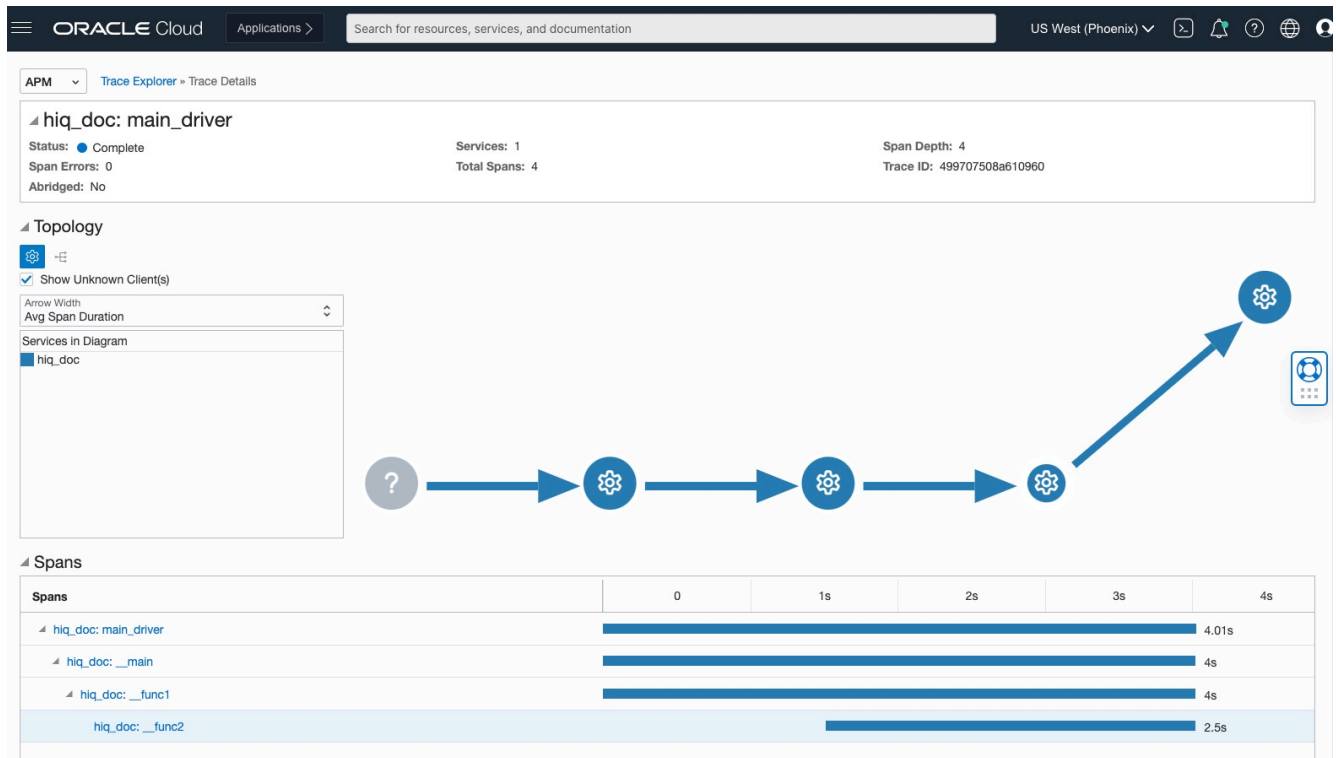 ORACLE Cloud Applications > Search for resources, services, and documentation US West (Phoenix)
APM Trace Explorer » Trace Details
hiq_doc: main_driver
Status: Complete Services: 1 Span Depth: 4
Span Errors: 0 Total Spans: 4 Trace ID: 499707508a610960
Abridged: No
Topology
Show Unknown Client(s)
Arrow Width
Avg Span Duration
Services in Diagram
hiq_doc
?
Spans
Spans 0 1s 2s 3s 4s
hiq_doc: main_driver 4.01s
hiq_doc: __main 4s
hiq_doc: __func1 4s
hiq_doc: __func2 2.5s